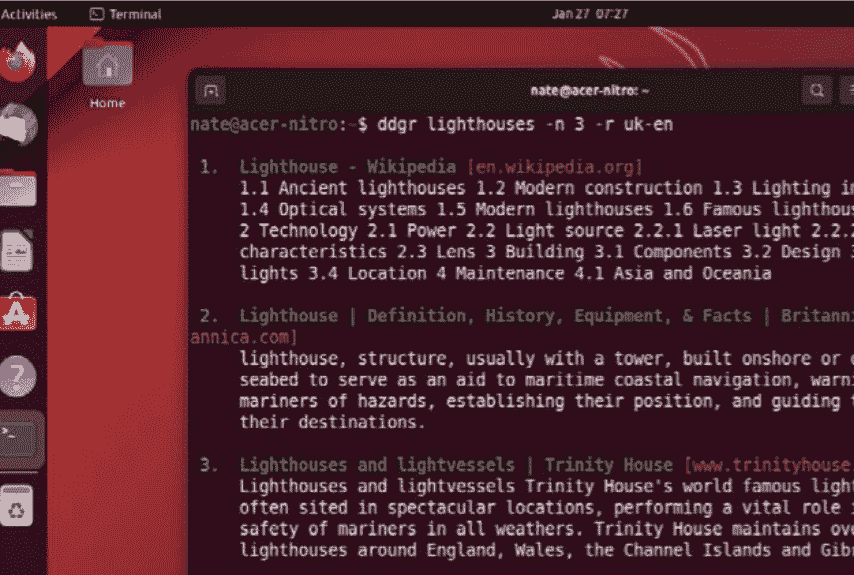 Activities Terminal Jan 27 07:27
Home
nate@acer-nitro: ~
nate@acer-nitro:~$ ddgr lighthouses -n 3 -r uk-en
1. Lighthouse - Wikipedia [en.wikipedia.org]
1.1 Ancient lighthouses 1.2 Modern construction 1.3 Lighting i
1.4 Optical systems 1.5 Modern lighthouses 1.6 Famous lighthous
2 Technology 2.1 Power 2.2 Light source 2.2.1 Laser light 2.2.2
characteristics 2.3 Lens 3 Building 3.1 Components 3.2 Design 3
lights 3.4 Location 4 Maintenance 4.1 Asia and Oceania
2. Lighthouse | Definition, History, Equipment, & Facts | Britann
annica.com]
lighthouse, structure, usually with a tower, built onshore or
seabed to serve as an aid to maritime coastal navigation, warni
mariners of hazards, establishing their position, and guiding
their destinations.
3. Lighthouses and lightvessels | Trinity House [www.trinityhouse
Lighthouses and lightvessels Trinity House's world famous ligh
often sited in spectacular locations, performing a vital role
safety of mariners in all weathers. Trinity House maintains ov
lighthouses around England, Wales, the Channel Islands and Gib